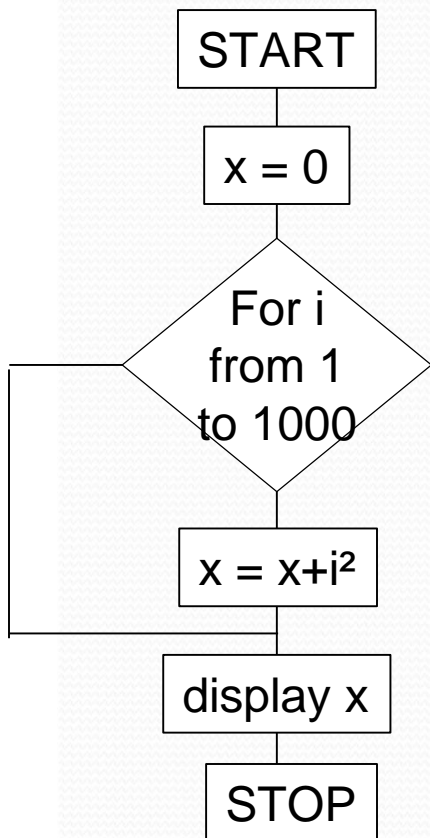 START
x = 0
For i
from 1
to 1000
x = x+i²
display x
STOP